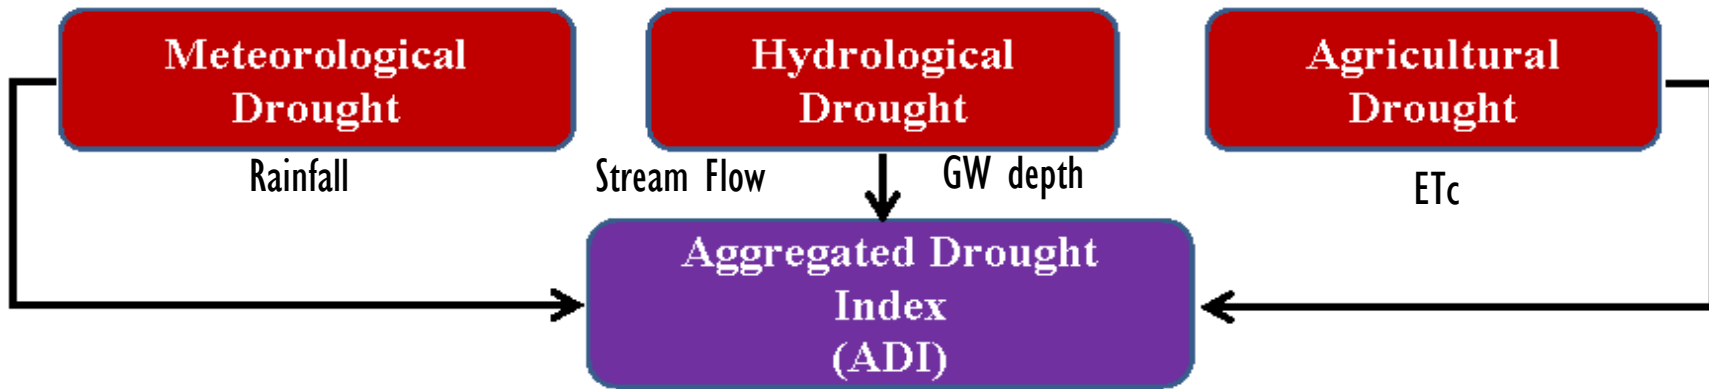 Meteorological
Drought
Hydrological
Drought
Agricultural
Drought
Rainfall
Stream Flow
GW depth
ETc
Aggregated Drought
Index
(ADI)